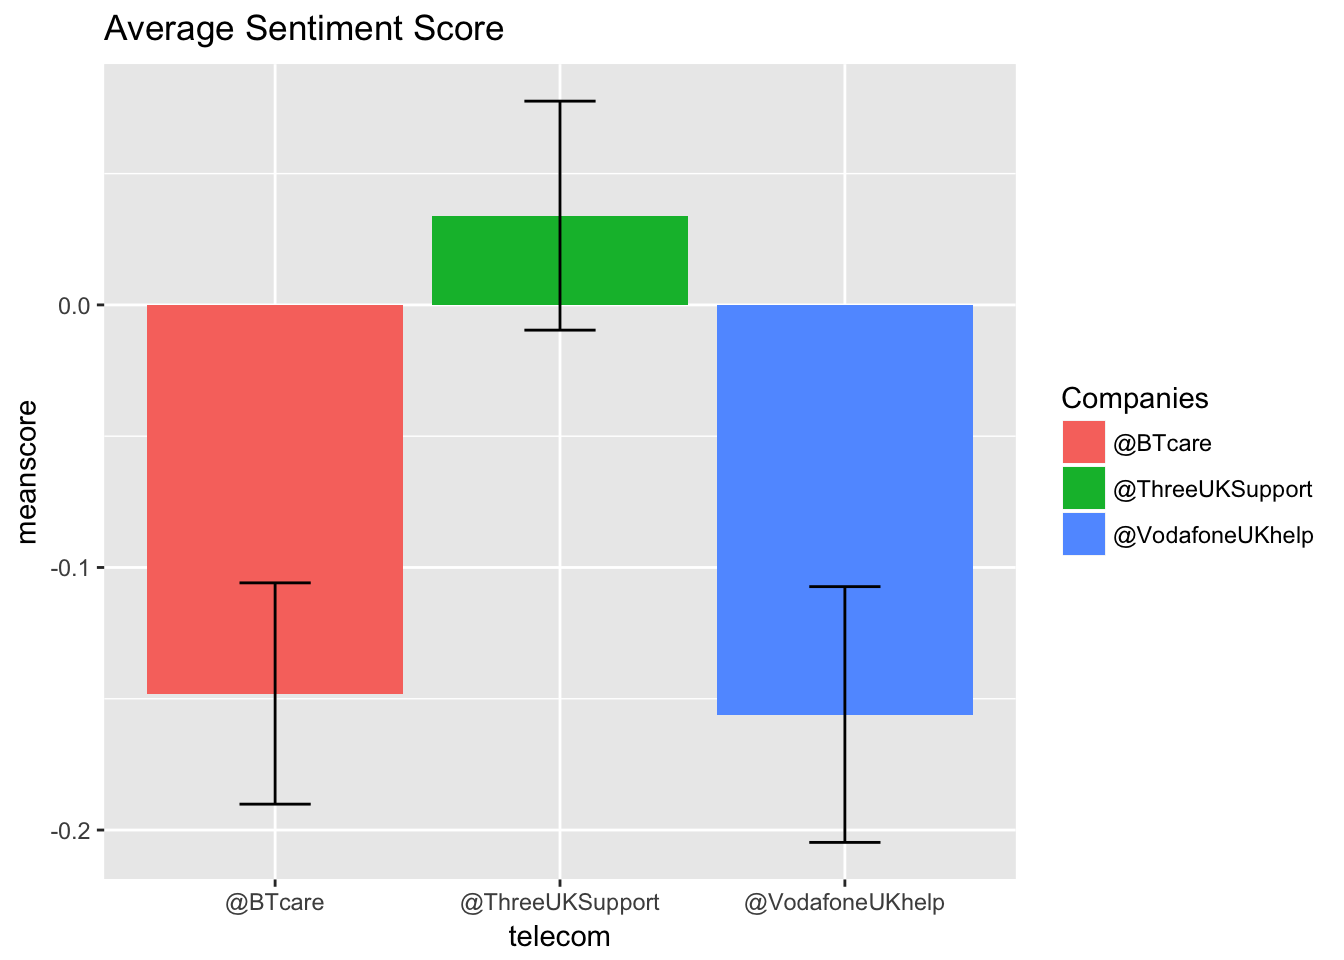 Average Sentiment Score
meanscore
0.0
-0.1
-0.2
@BTcare @ThreeUKSupport @VodafoneUKhelp
telecom
Companies
@BTcare
@ThreeUKSupport
@VodafoneUKhelp